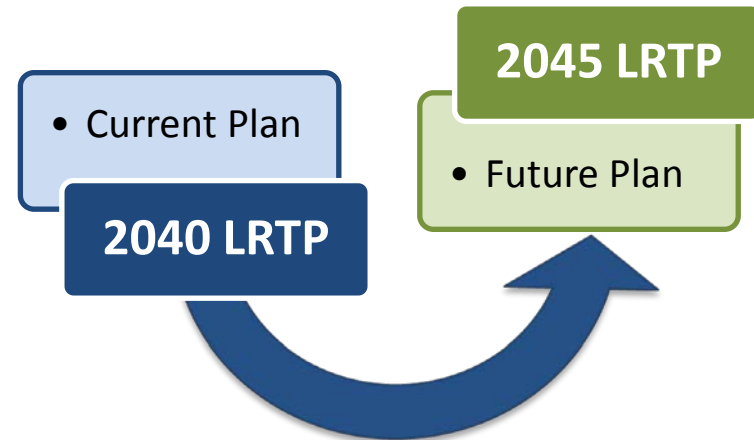 • Current Plan
2040 LRTP
2045 LRTP
• Future Plan